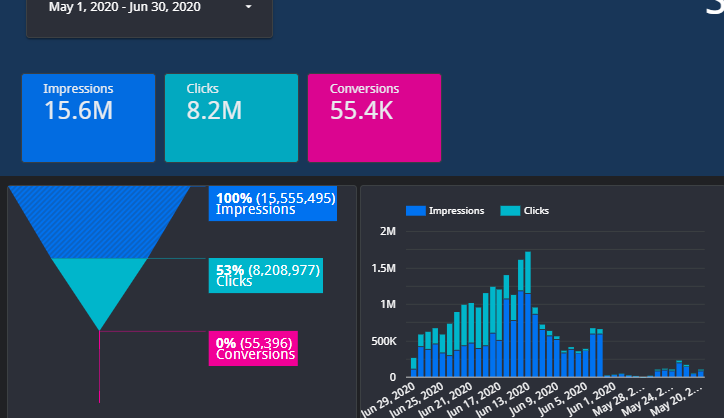 May 1, 2020 - Jun 30, 2020
Impressions
15.6M
Clicks
8.2M
Conversions
55.4K
100% (15,555,495)
Impressions
53% (8,208,977)
Clicks
0% (55,396)
Conversions
Impressions Clicks
2M
1.5M
1M
500K
0
Jun 29, 2020 Jun 25, 2020 Jun 21, 2020 Jun 17, 2020 Jun 13, 2020 Jun 9, 2020 Jun 5, 2020 Jun 1, 2020 May 28, 2... May 24, 2... May 20, 2...